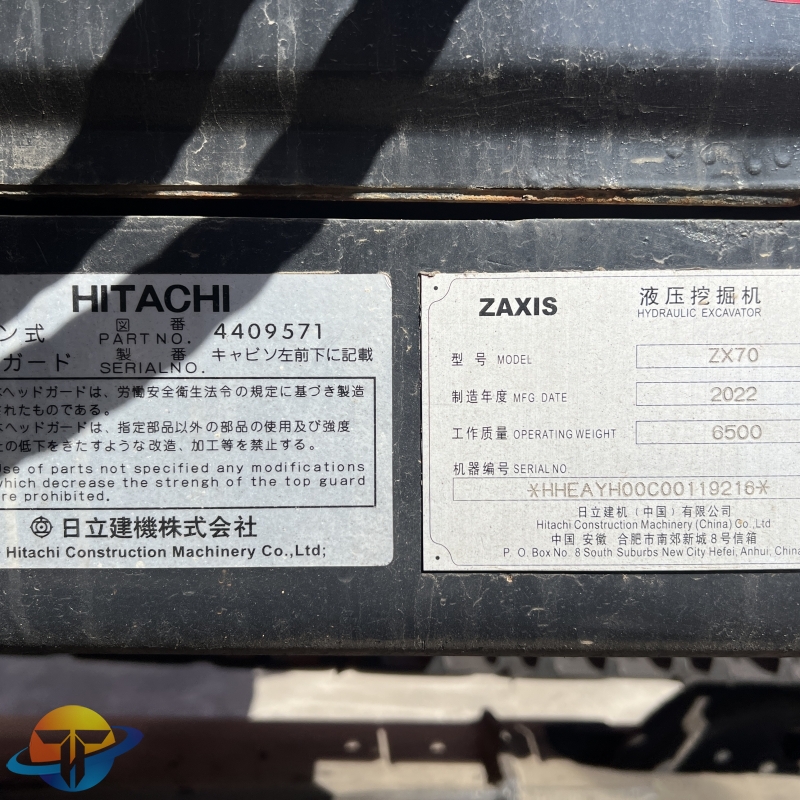 HITACHI
ン式 図番 PART NO. 4409571
ガード 製番 SERIAL NO. キャビン左前下に記載
ヘッドガードは、労働安全衛生法令の規定に基づき製造
されたものである。
ヘッドガードは、指定部品以外の部品の使用及び強度
の低下をきたすような改造、加工等を禁止する。
Use of parts not specified any modifications
which decrease the strengh of the top guard
are prohibited.
日立建機株式会社
Hitachi Construction Machinery Co.,Ltd;
ZAXIS 液压挖掘机
HYDRAULIC EXCAVATOR
型号 MODEL ZX70
制造年度 MFG. DATE 2022
工作质量 OPERATING WEIGHT 6500
机器编号 SERIAL NO
*HHEAYH00C00119216*
日立建机（中国）有限公司
Hitachi Construction Machinery (China) Co.,Ltd
中国 安徽 合肥市南郊新城8号信箱
P. O. Box No. 8 South Suburbs New City Hefei, Anhui, China